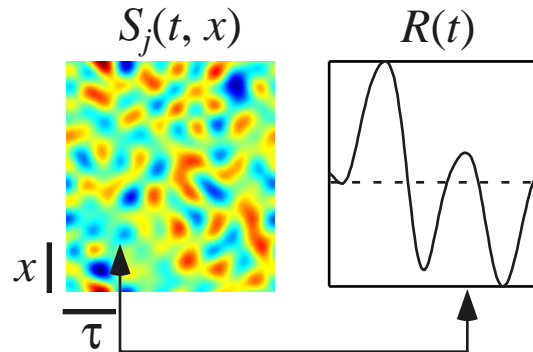 S_j(t, x)
R(t)
x
τ